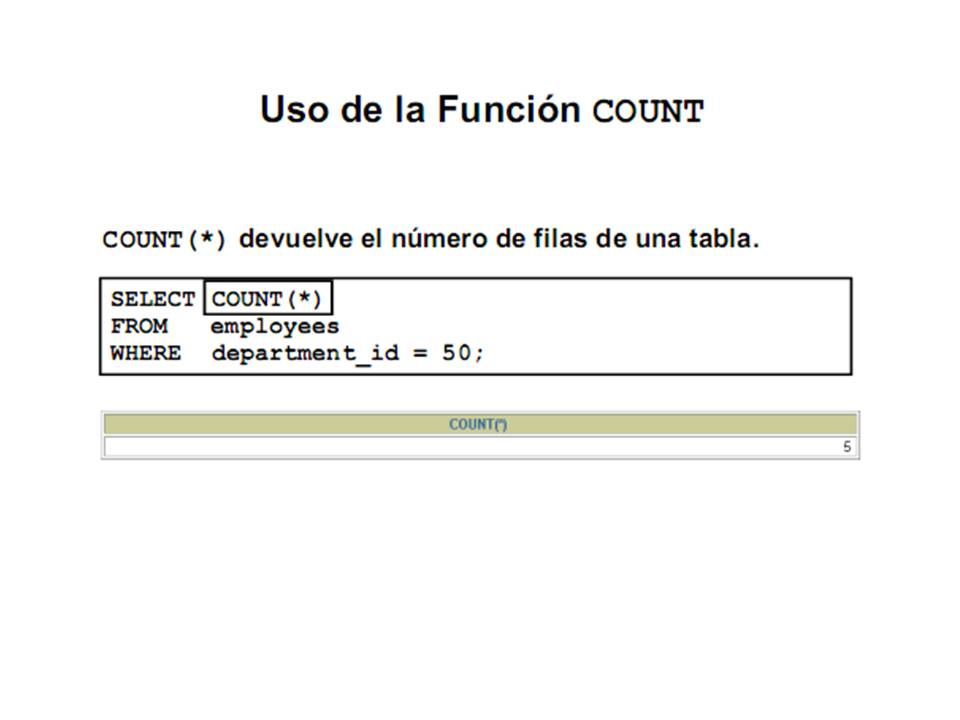 Uso de la Función COUNT
COUNT(*) devuelve el número de filas de una tabla.
SELECT COUNT(*)
FROM employees
WHERE department_id = 50;
COUNT(*)
5